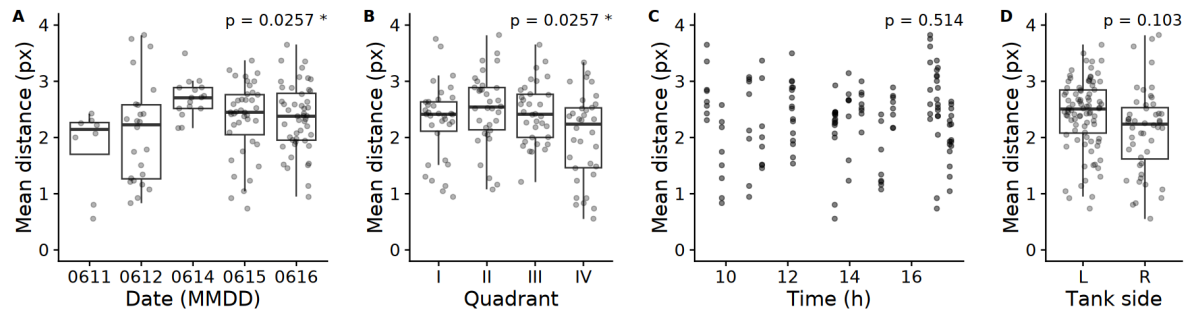 A
p = 0.0257 *
Mean distance (px)
4
3
2
1
0
0611 0612 0614 0615 0616
Date (MMDD)
B
p = 0.0257 *
Mean distance (px)
4
3
2
1
0
I II III IV
Quadrant
C
p = 0.514
Mean distance (px)
4
3
2
1
0
10 12 14 16
Time (h)
D
p = 0.103
Mean distance (px)
4
3
2
1
0
L R
Tank side